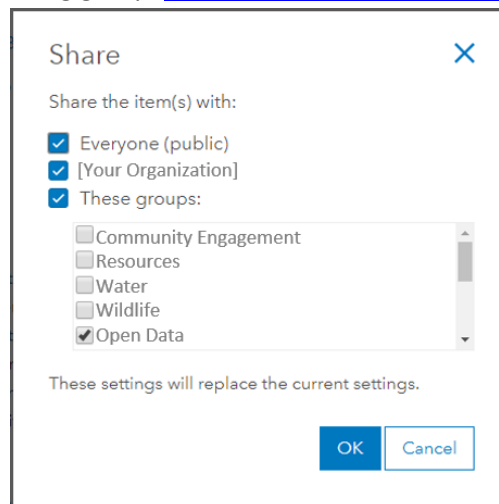 Share
Share the item(s) with:
Everyone (public)
[Your Organization]
These groups:
Community Engagement
Resources
Water
Wildlife
Open Data
These settings will replace the current settings.
OK Cancel